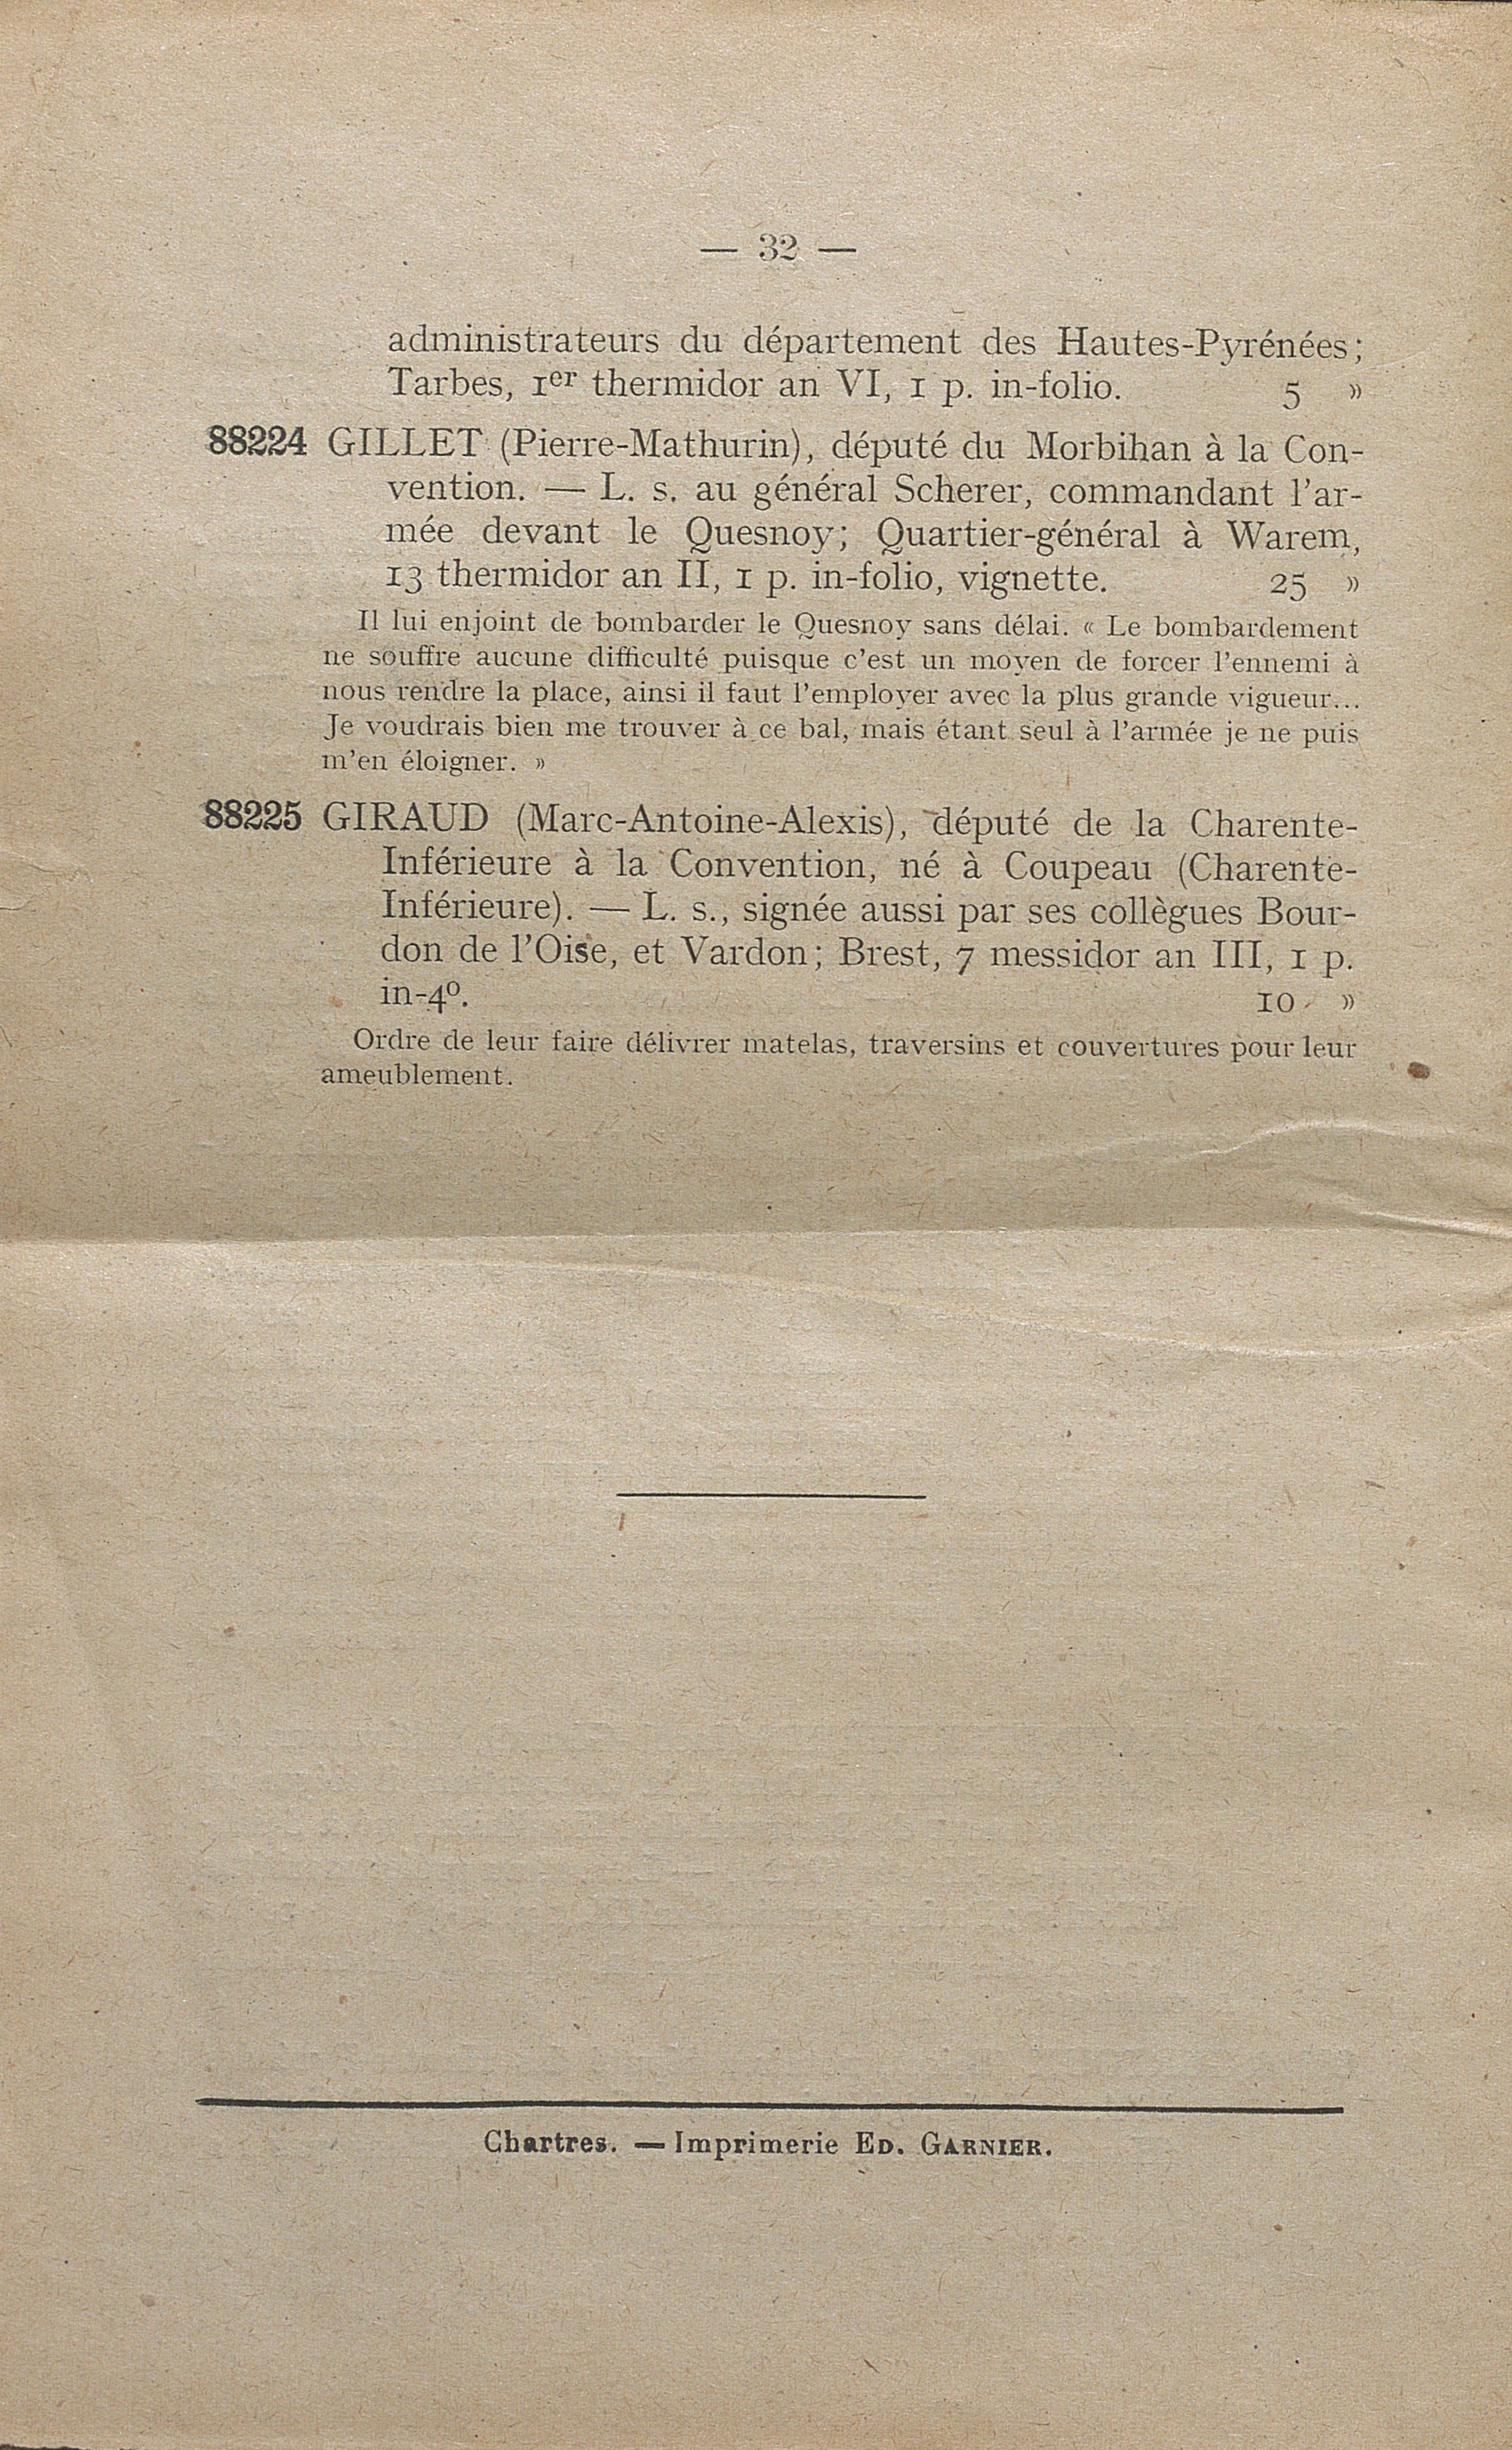 — 32 —
administrateurs du département des Hautes-Pyrénées;
Tarbes, 1er thermidor an VI, 1 p. in-folio. 5 »
88224 GILLET (Pierre-Mathurin), député du Morbihan à la Con-
vention. — L. s. au général Scherer, commandant l'ar-
mée devant le Quesnoy; Quartier-général à Warem,
13 thermidor an II, 1 p. in-folio, vignette. 25 »
Il lui enjoint de bombarder le Quesnoy sans délai. « Le bombardement
ne souffre aucune difficulté puisque c'est un moyen de forcer l'ennemi à
nous rendre la place, ainsi il faut l'employer avec la plus grande vigueur...
Je voudrais bien me trouver à ce bal, mais étant seul à l'armée je ne puis
m'en éloigner. »
88225 GIRAUD (Marc-Antoine-Alexis), député de la Charente-
Inférieure à la Convention, né à Coupeau (Charente-
Inférieure). — L. s., signée aussi par ses collègues Bour-
don de l'Oise, et Vardon; Brest, 7 messidor an III, 1 p.
in-4º. 10 »
Ordre de leur faire délivrer matelas, traversins et couvertures pour leur
ameublement.
Chartres. — Imprimerie ED. GARNIER.